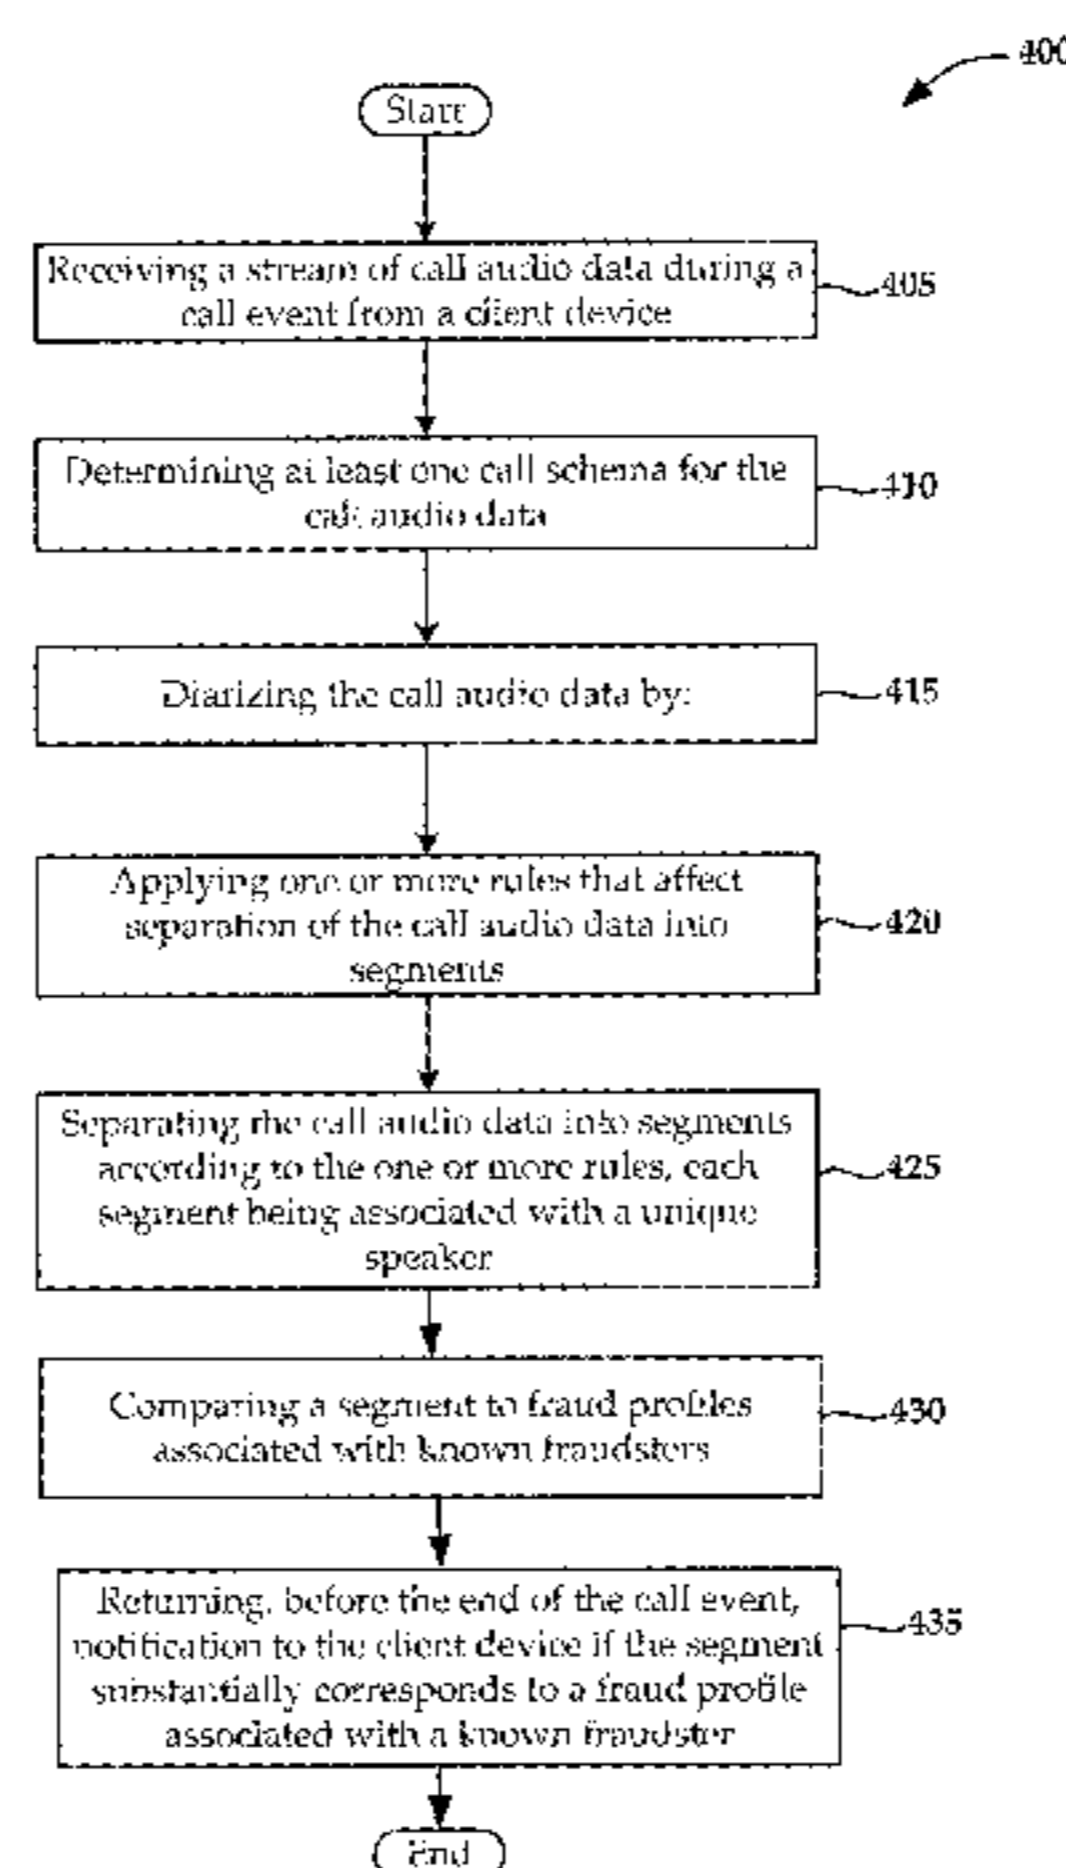 400
Start
Receiving a stream of call audio data during a
call event from a client device
405
Determining at least one call schema for the
call audio data
410
Diarizing the call audio data by:
415
Applying one or more rules that affect
separation of the call audio data into
segments
420
Separating the call audio data into segments
according to the one or more rules, each
segment being associated with a unique
speaker
425
Comparing a segment to fraud profiles
associated with known fraudsters
430
Returning, before the end of the call event,
notification to the client device if the segment
substantially corresponds to a fraud profile
associated with a known fraudster
435
End